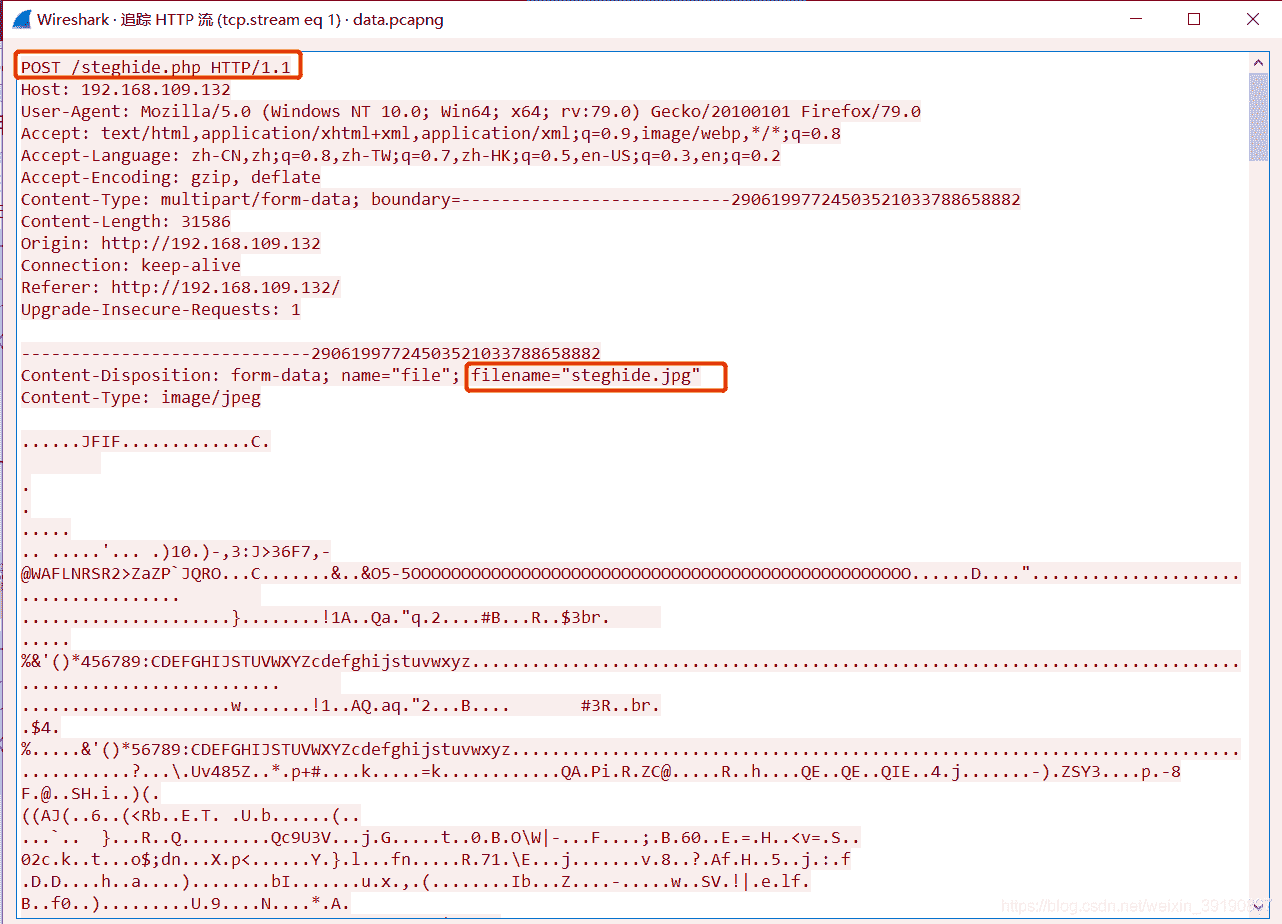 Wireshark · 追踪 HTTP 流 (tcp.stream eq 1) · data.pcapng
POST /steghide.php HTTP/1.1
Host: 192.168.109.132
User-Agent: Mozilla/5.0 (Windows NT 10.0; Win64; x64; rv:79.0) Gecko/20100101 Firefox/79.0
Accept: text/html,application/xhtml+xml,application/xml;q=0.9,image/webp,*/*;q=0.8
Accept-Language: zh-CN,zh;q=0.8,zh-TW;q=0.7,zh-HK;q=0.5,en-US;q=0.3,en;q=0.2
Accept-Encoding: gzip, deflate
Content-Type: multipart/form-data; boundary=---------------------------29061997724503521033788658882
Content-Length: 31586
Origin: http://192.168.109.132
Connection: keep-alive
Referer: http://192.168.109.132/
Upgrade-Insecure-Requests: 1
-----------------------------29061997724503521033788658882
Content-Disposition: form-data; name="file"; filename="steghide.jpg"
Content-Type: image/jpeg
......JFIF.............C.
.
.
.....
.. .....'... .)10.)-,3:J>36F7,-
@WAFLNRSR2>ZaZP`JQRO...C.......&..&O5-5OOOOOOOOOOOOOOOOOOOOOOOOOOOOOOOOOOOOOOOOOOOOOOOOOO......D....".....................
................
.....................}........!1A..Qa."q.2....#B...R..$3br.
.....
%&'()*456789:CDEFGHIJSTUVWXYZcdefghijstuvwxyz.............................................................................
..........................
.....................w.......!1..AQ.aq."2...B.... #3R..br.
.$4.
%.....&'()*56789:CDEFGHIJSTUVWXYZcdefghijstuvwxyz.........................................................................
...........?...\.Uv485Z..*.p+#....k.....=k............QA.Pi.R.ZC@.....R..h....QE..QE..QIE..4.j.......-).ZSY3....p.-8
F.@..SH.i..)(.
((AJ(..6..(<Rb..E.T. .U.b......(..
...`.. }...R..Q.........Qc9U3V...j.G.....t..0.B.O\W|-...F....;.B.60..E.=.H..<v=.S..
02c.k..t...o$;dn...X.p<......Y.}.l...fn.....R.71.\E...j.......v.8..?.Af.H..5..j.:.f
.D.D....h..a....)........bI.......u.x.,.(........Ib...Z....-.....w..SV.!|.e.lf.
B..f0..).........U.9....N....*.A.